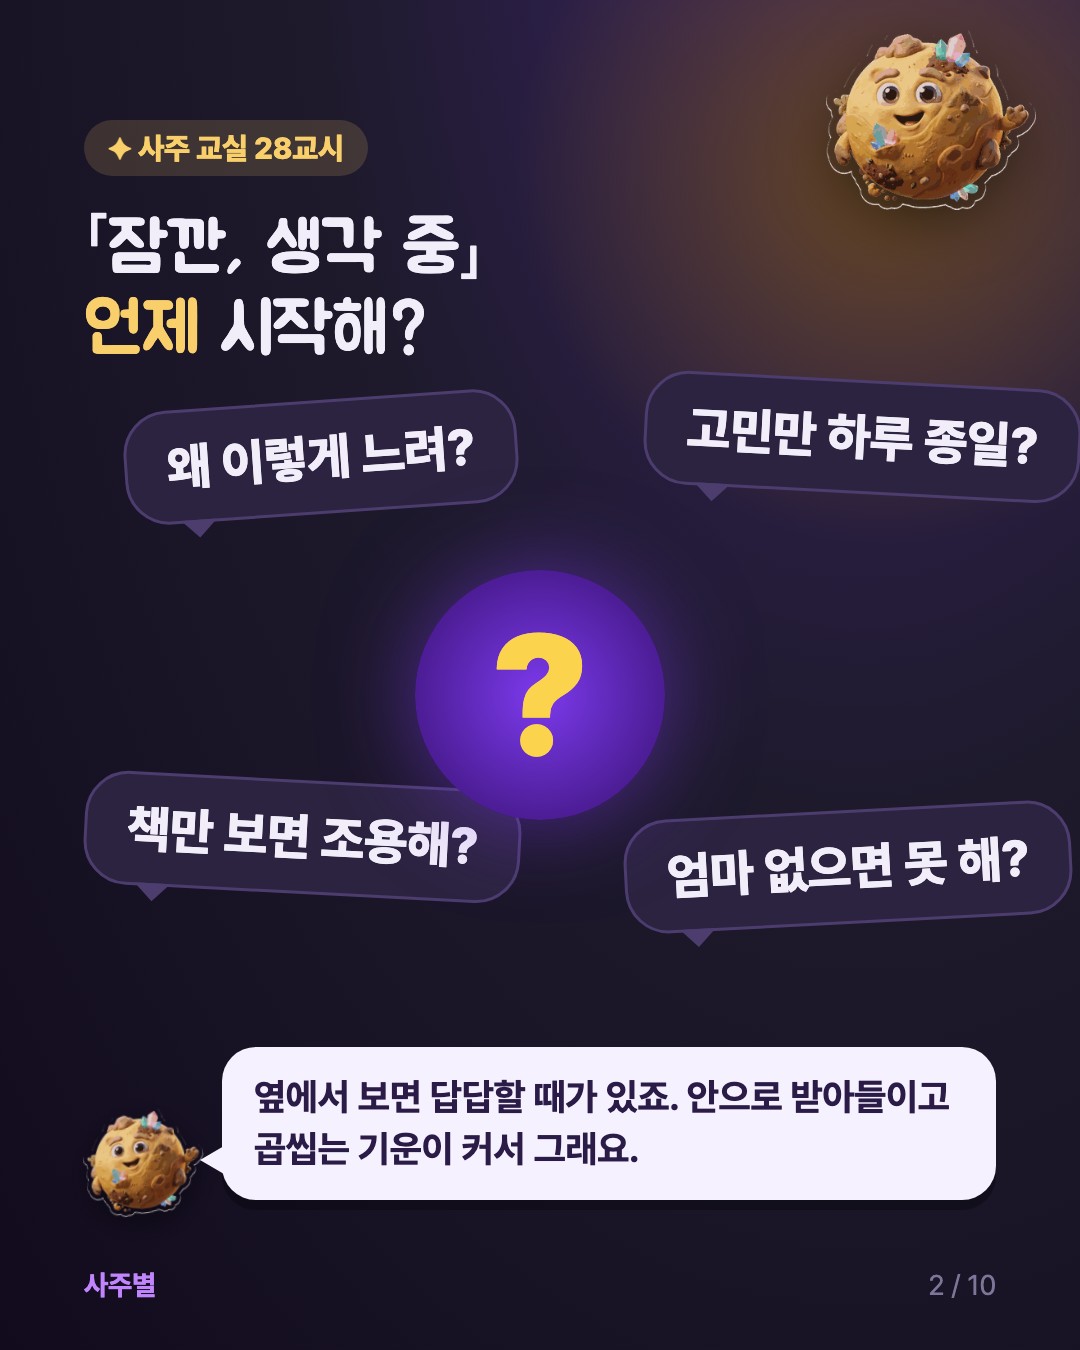 ✦ 사주 교실 28교시
「잠깐, 생각 중」
언제 시작해?
왜 이렇게 느려?
고민만 하루 종일?
?
책만 보면 조용해?
엄마 없으면 못 해?
옆에서 보면 답답할 때가 있죠. 안으로 받아들이고
곱씹는 기운이 커서 그래요.
사주별
2 / 10